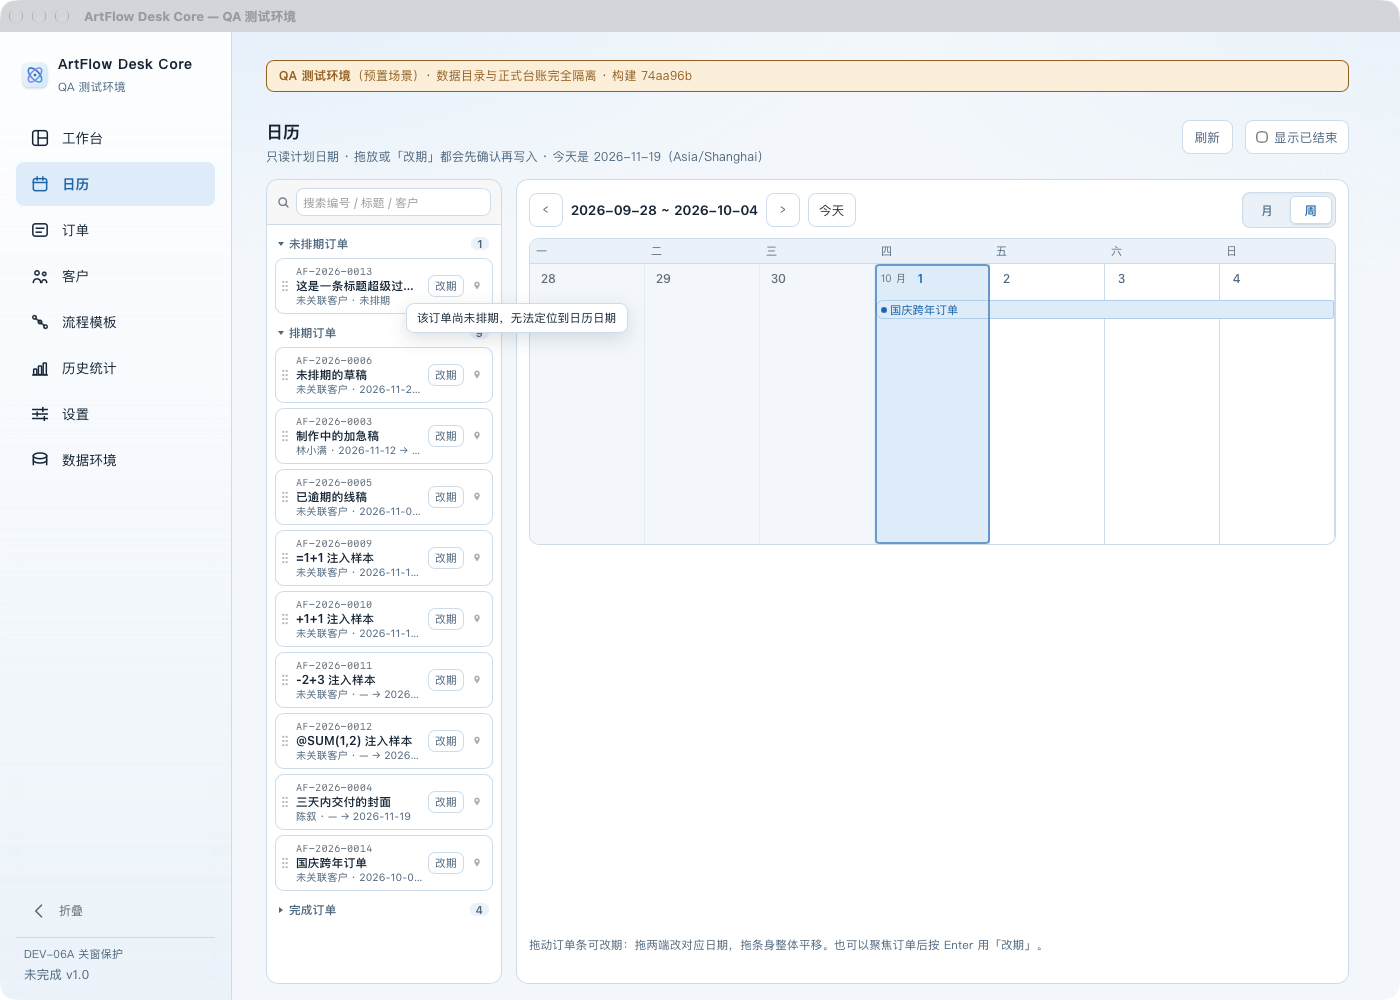 ArtFlow Desk Core — QA 测试环境
ArtFlow Desk Core
QA 测试环境
工作台
日历
订单
客户
流程模板
历史统计
设置
数据环境
折叠
DEV-06A 关窗保护
未完成 v1.0
QA 测试环境（预置场景）· 数据目录与正式台账完全隔离 · 构建 74aa96b
日历
只读计划日期 · 拖放或「改期」都会先确认再写入 · 今天是 2026-11-19（Asia/Shanghai）
刷新
显示已结束
搜索编号 / 标题 / 客户
未排期订单 1
AF-2026-0013
这是一条标题超级过... 改期
未关联客户 · 未排期
该订单尚未排期，无法定位到日历日期
排期订单
AF-2026-0006
未排期的草稿 改期
未关联客户 · 2026-11-2...
AF-2026-0003
制作中的加急稿 改期
林小满 · 2026-11-12 → ...
AF-2026-0005
已逾期的线稿 改期
未关联客户 · 2026-11-0...
AF-2026-0009
=1+1 注入样本 改期
未关联客户 · 2026-11-1...
AF-2026-0010
+1+1 注入样本 改期
未关联客户 · 2026-11-1...
AF-2026-0011
-2+3 注入样本 改期
未关联客户 · — → 2026...
AF-2026-0012
@SUM(1,2) 注入样本 改期
未关联客户 · — → 2026...
AF-2026-0004
三天内交付的封面 改期
陈叙 · — → 2026-11-19
AF-2026-0014
国庆跨年订单 改期
未关联客户 · 2026-10-0...
完成订单 4
< 2026-09-28 ~ 2026-10-04 > 今天
月 周
一 二 三 四 五 六 日
28 29 30 10 月 1 2 3 4
国庆跨年订单
拖动订单条可改期：拖两端改对应日期，拖条身整体平移。也可以聚焦订单后按 Enter 用「改期」。